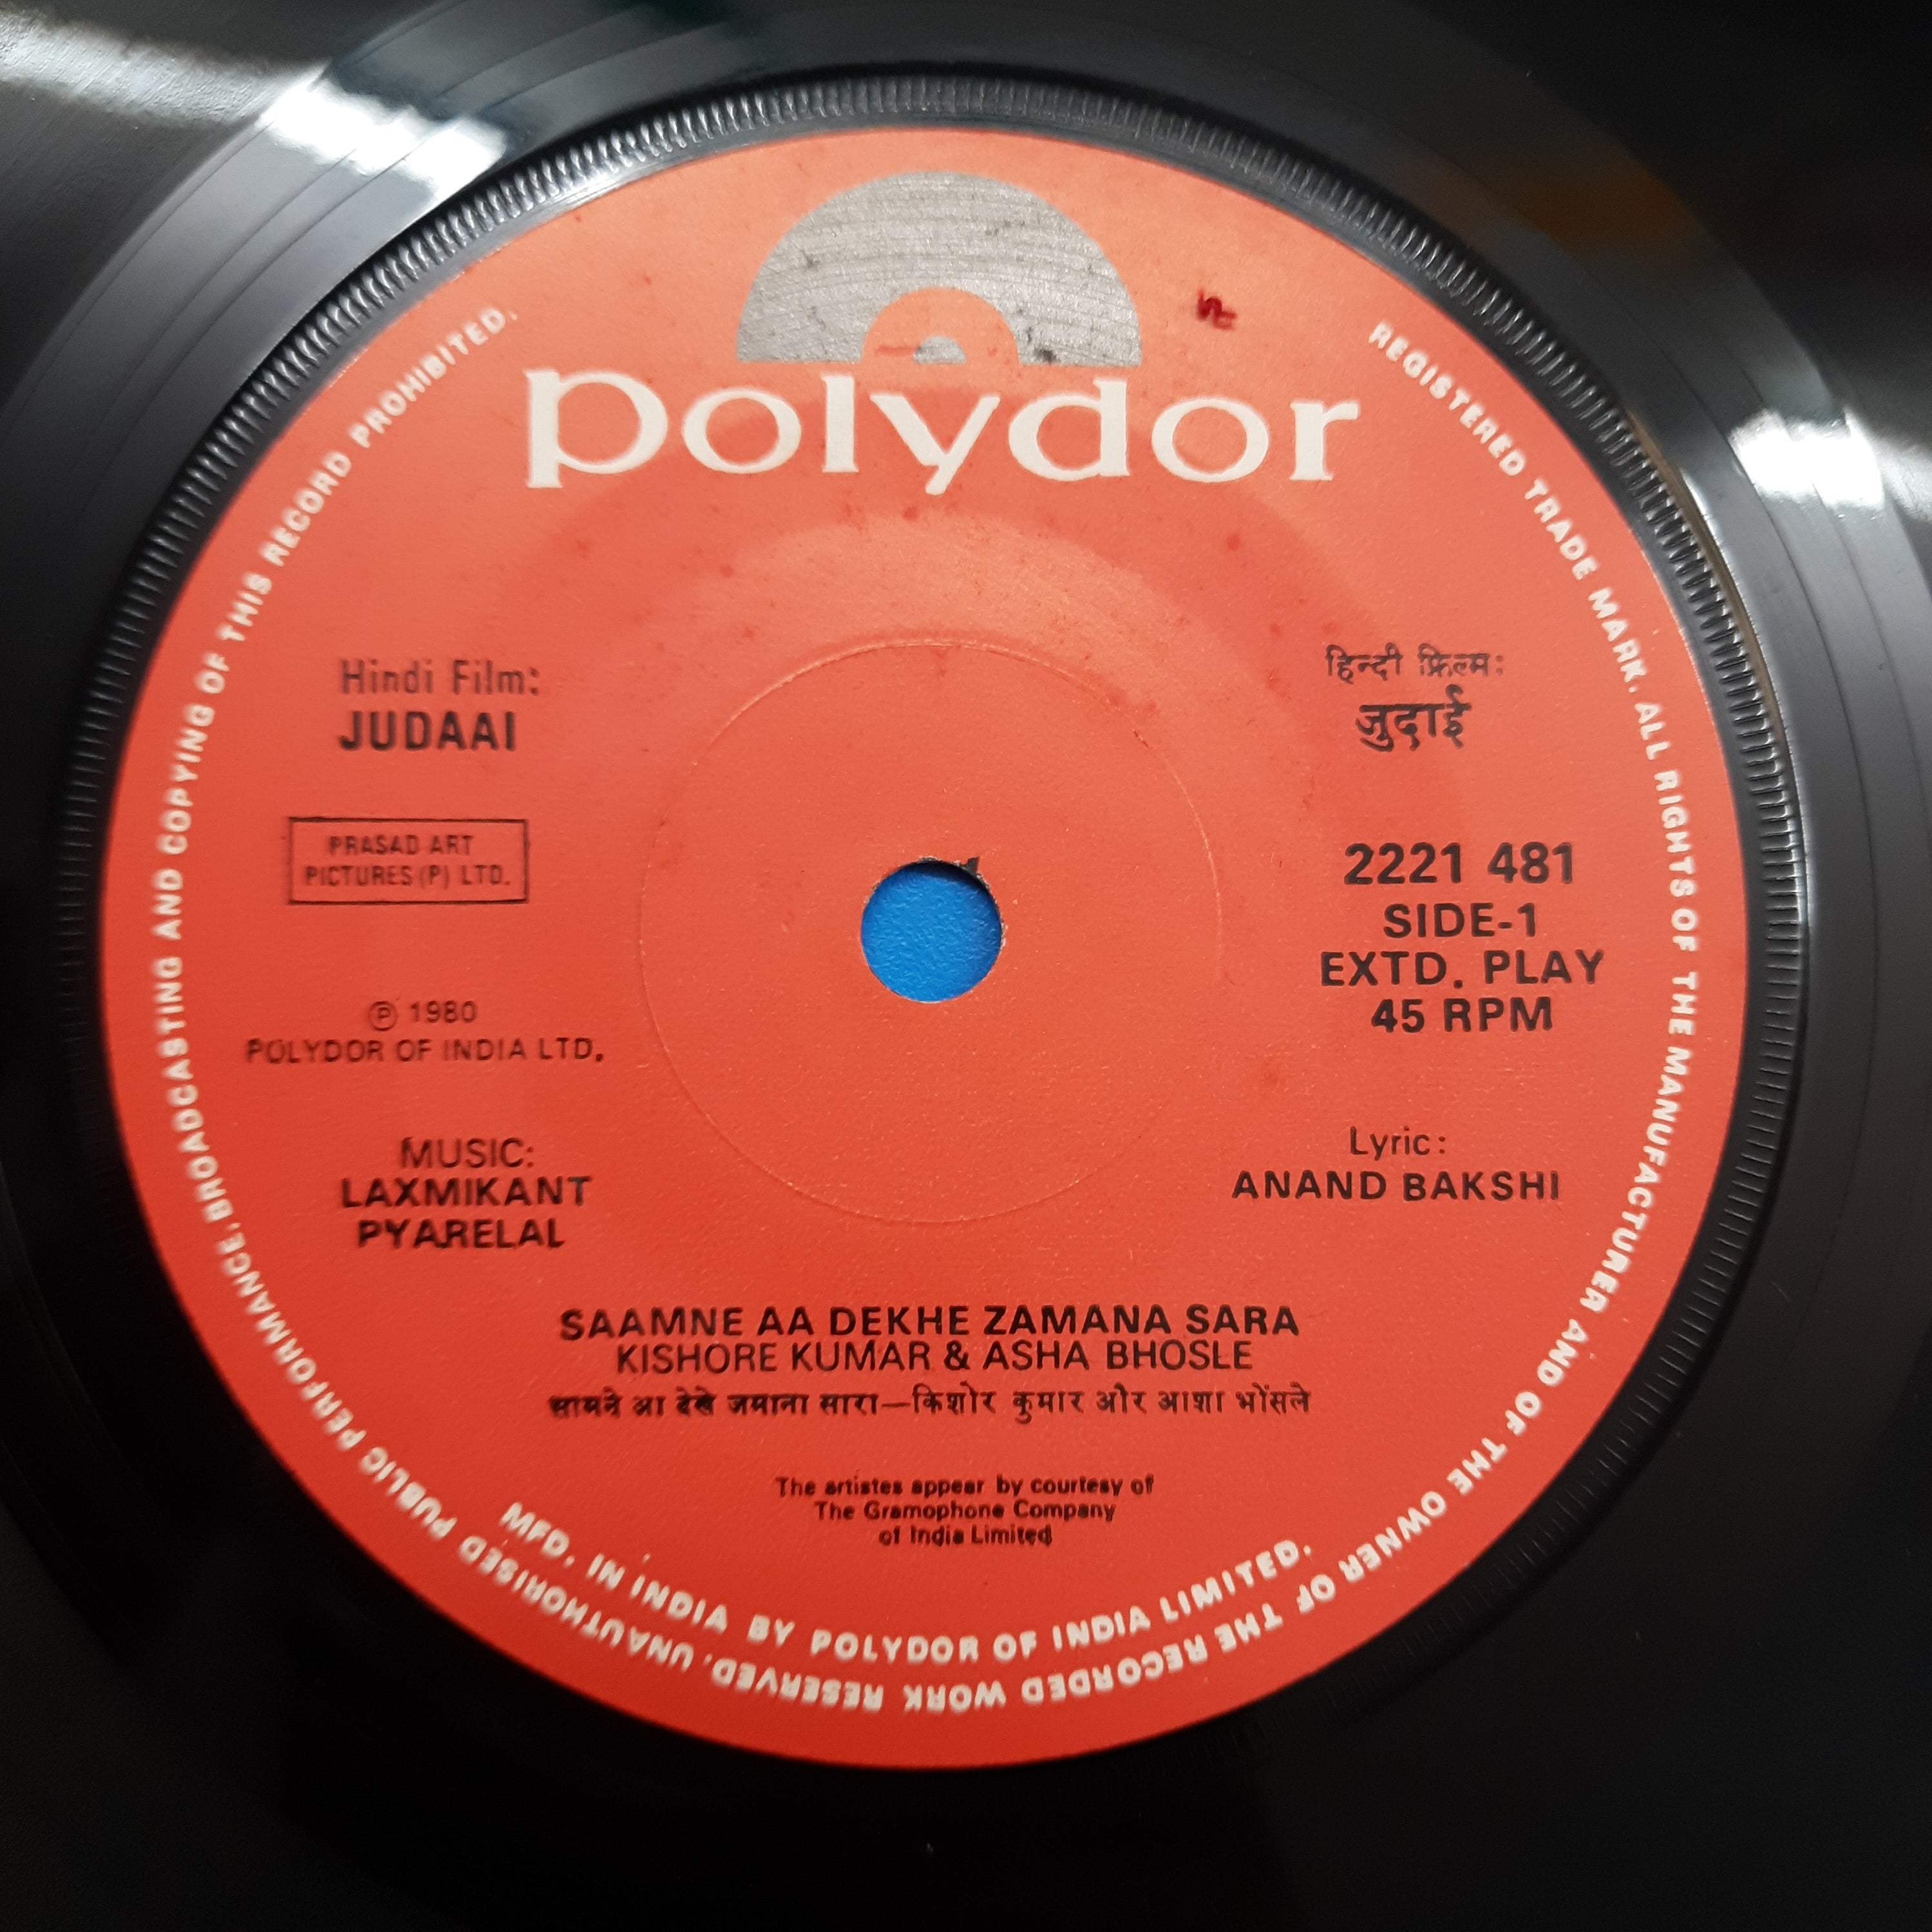 polydor
Hindi Film:
JUDAAI
हिन्दी फ़िल्म:
जुदाई
PRASAD ART
PICTURES (P) LTD.
2221 481
SIDE-1
EXTD. PLAY
45 RPM
℗ 1980
POLYDOR OF INDIA LTD.
MUSIC:
LAXMIKANT
PYARELAL
Lyric:
ANAND BAKSHI
SAAMNE AA DEKHE ZAMANA SARA
KISHORE KUMAR & ASHA BHOSLE
सामने आ देखे जमाना सारा—किशोर कुमार और आशा भोंसले
The artistes appear by courtesy of
The Gramophone Company
of India Limited
MFD. IN INDIA BY POLYDOR OF INDIA LIMITED.
REGISTERED TRADE MARK. ALL RIGHTS OF THE MANUFACTURER AND OF THE OWNER OF THE RECORDED WORK RESERVED. UNAUTHORISED PUBLIC PERFORMANCE, BROADCASTING AND COPYING OF THIS RECORD PROHIBITED.